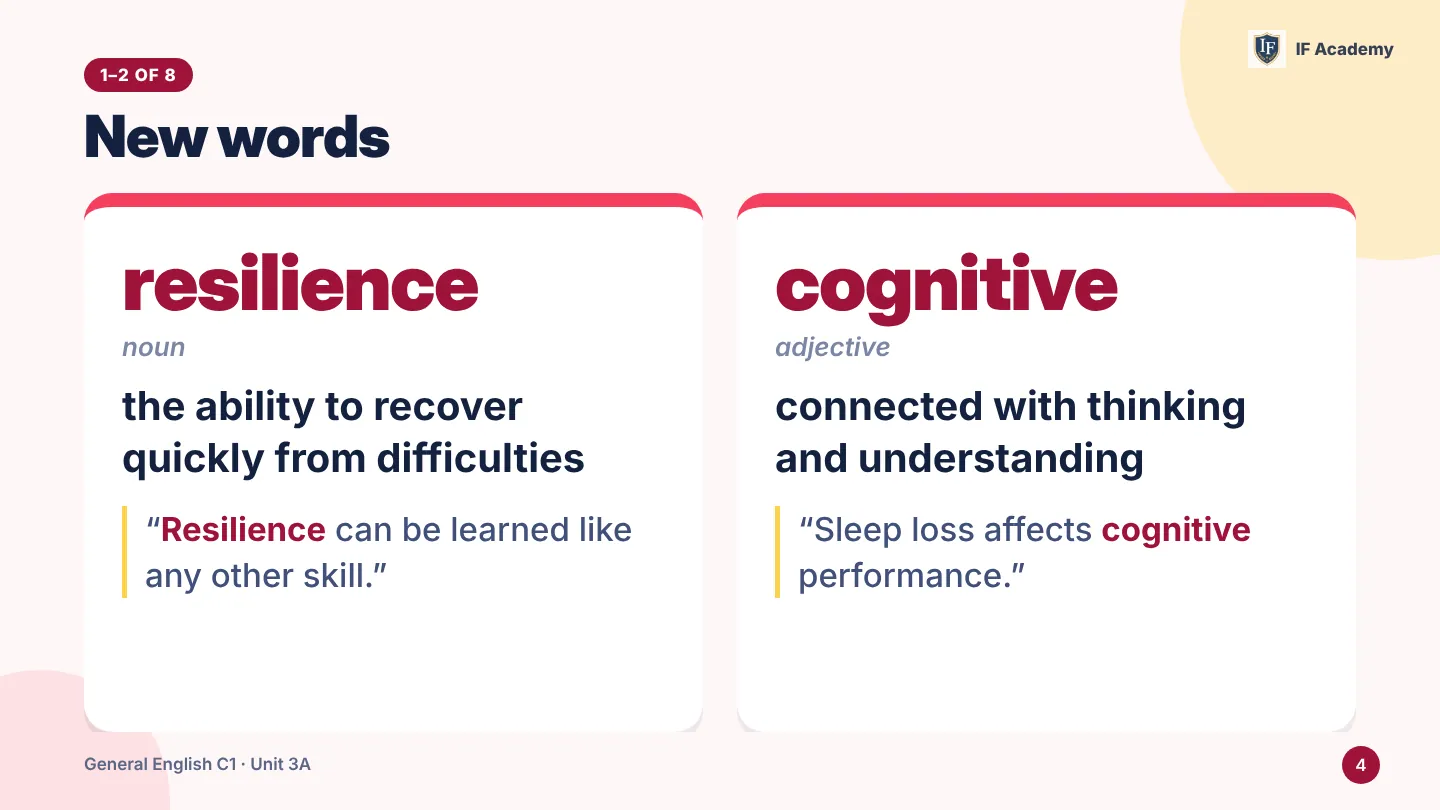 IF
IF Academy
1–2 OF 8
New words
resilience
noun
the ability to recover
quickly from difficulties
“Resilience can be learned like
any other skill.”
cognitive
adjective
connected with thinking
and understanding
“Sleep loss affects cognitive
performance.”
General English C1 · Unit 3A
4